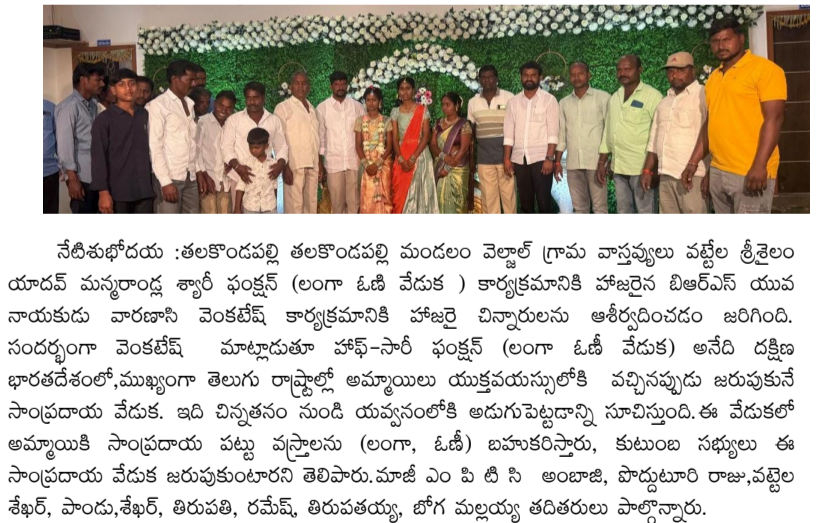 నేటిశుభోదయ :తలకొండపల్లి తలకొండపల్లి మండలం వెల్జాల్ గ్రామ వాస్తవ్యులు వట్టేల శ్రీశైలం
యాదవ్ మన్మరాండ్ల శ్యారీ ఫంక్షన్ (లంగా ఓణి వేడుక ) కార్యక్రమానికి హాజరైన బిఆర్ఎస్ యువ
నాయకుడు వారణాసి వెంకటేష్ కార్యక్రమానికి హాజరై చిన్నారులను ఆశీర్వదించడం జరిగింది.
సందర్భంగా వెంకటేష్ మాట్లాడుతూ హాఫ్-సారీ ఫంక్షన్ (లంగా ఓణీ వేడుక) అనేది దక్షిణ
భారతదేశంలో,ముఖ్యంగా తెలుగు రాష్ట్రాల్లో అమ్మాయిలు యుక్తవయస్సులోకి వచ్చినప్పుడు జరుపుకునే
సాంప్రదాయ వేడుక. ఇది చిన్నతనం నుండి యవ్వనంలోకి అడుగుపెట్టడాన్ని సూచిస్తుంది.ఈ వేడుకలో
అమ్మాయికి సాంప్రదాయ పట్టు వస్త్రాలను (లంగా, ఓణీ) బహుకరిస్తారు, కుటుంబ సభ్యులు ఈ
సాంప్రదాయ వేడుక జరుపుకుంటారని తెలిపారు.మాజీ ఎం పి టి సి అంబాజి, పొద్దుటూరి రాజు,వట్టెల
శేఖర్, పాండు,శేఖర్, తిరుపతి, రమేష్, తిరుపతయ్య, బోగ మల్లయ్య తదితరులు పాల్గొన్నారు.